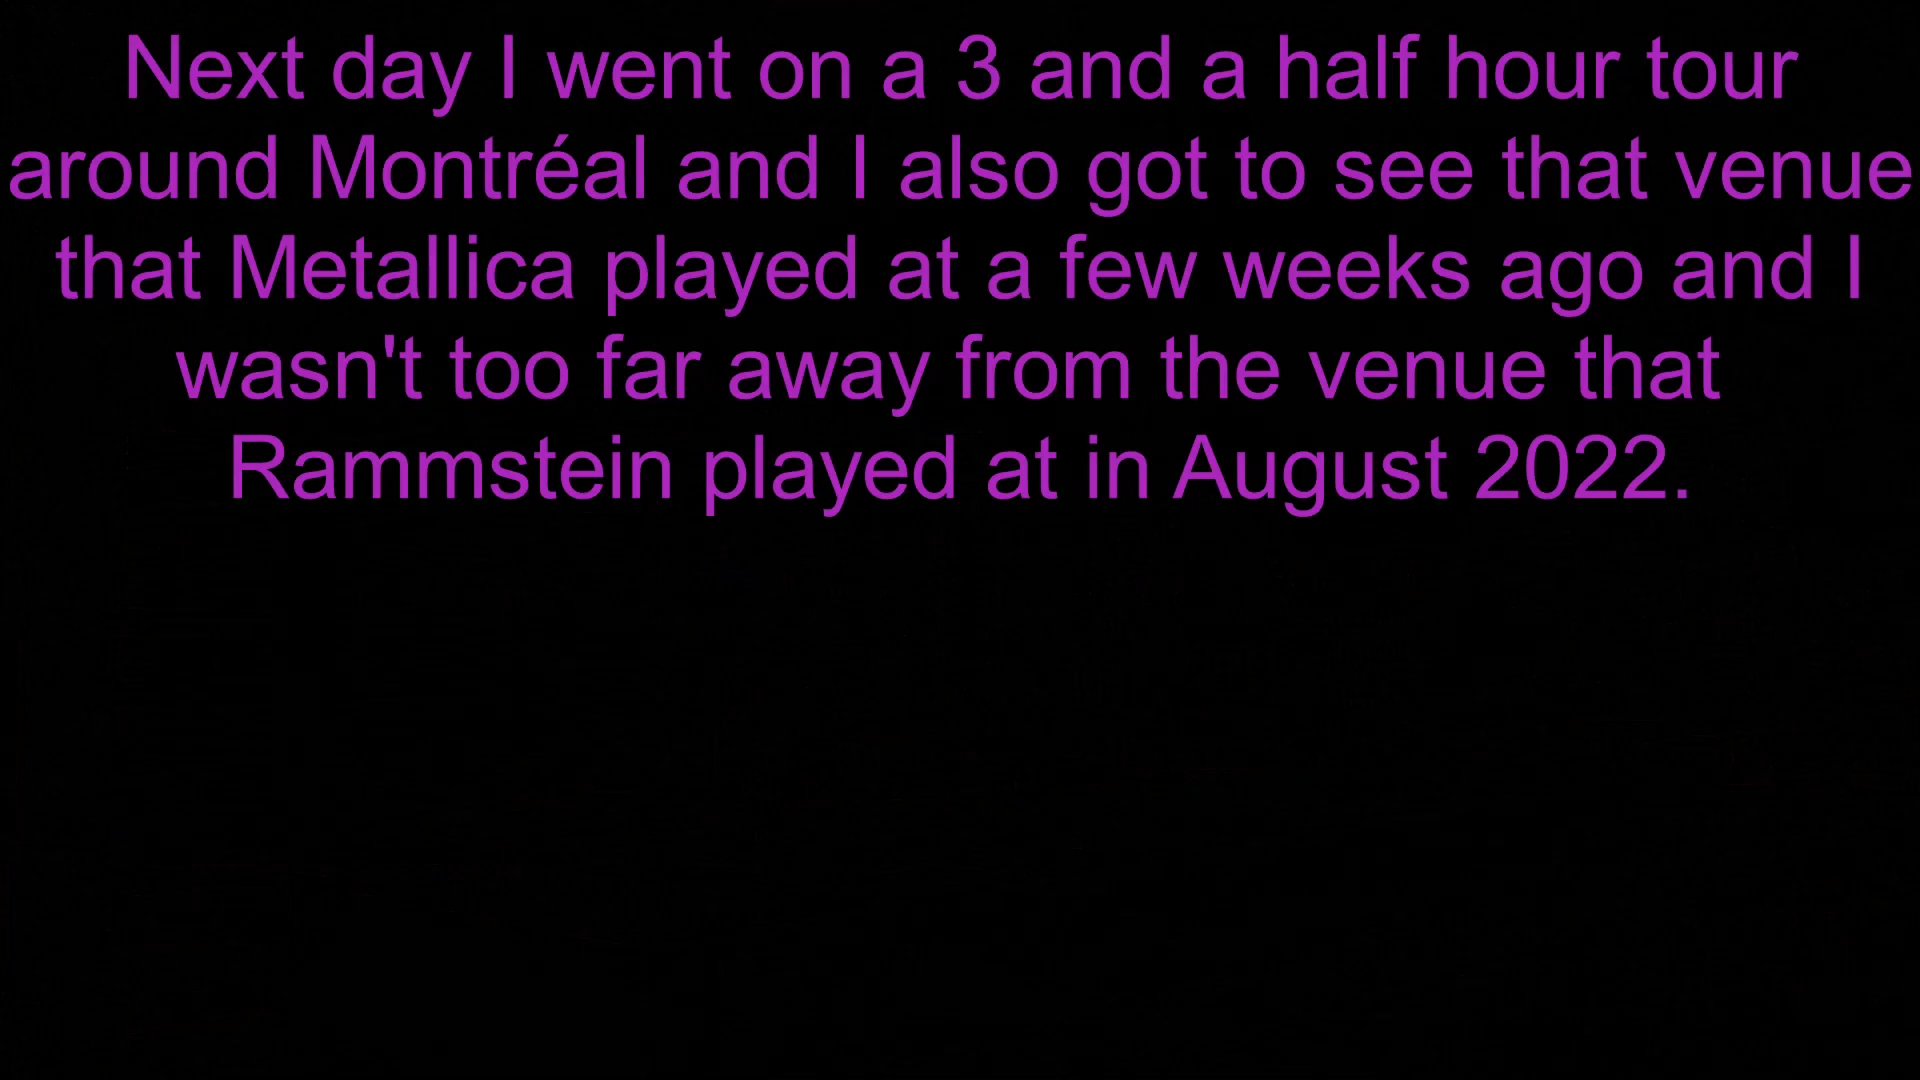 Next day I went on a 3 and a half hour tour
around Montréal and I also got to see that venue
that Metallica played at a few weeks ago and I
wasn't too far away from the venue that
Rammstein played at in August 2022.